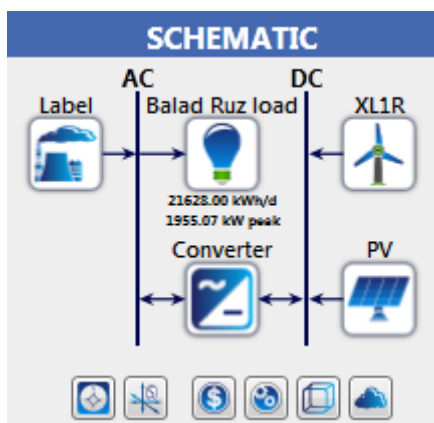 SCHEMATIC
AC DC
Label Balad Ruz load XL1R
21628.00 kWh/d
1955.07 kW peak
Converter PV